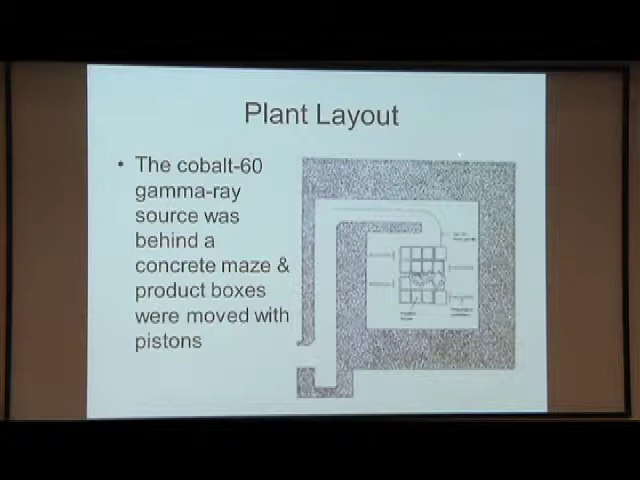 Plant Layout
• The cobalt-60
gamma-ray
source was
behind a
concrete maze &
product boxes
were moved with
pistons